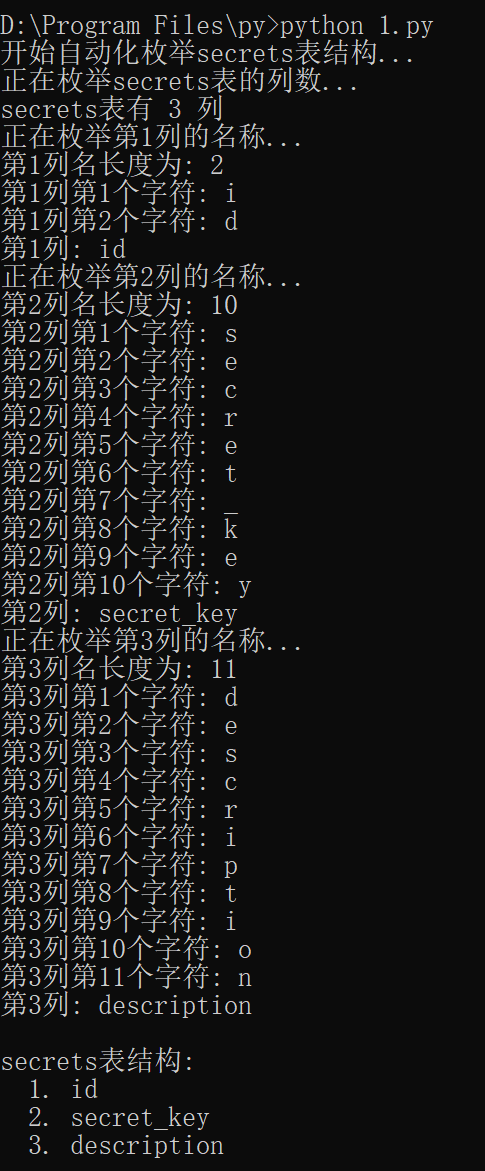 D:\Program Files\py>python 1.py
开始自动化枚举secrets表结构...
正在枚举secrets表的列数...
secrets表有 3 列
正在枚举第1列的名称...
第1列名长度为: 2
第1列第1个字符: i
第1列第2个字符: d
第1列: id
正在枚举第2列的名称...
第2列名长度为: 10
第2列第1个字符: s
第2列第2个字符: e
第2列第3个字符: c
第2列第4个字符: r
第2列第5个字符: e
第2列第6个字符: t
第2列第7个字符: _
第2列第8个字符: k
第2列第9个字符: e
第2列第10个字符: y
第2列: secret_key
正在枚举第3列的名称...
第3列名长度为: 11
第3列第1个字符: d
第3列第2个字符: e
第3列第3个字符: s
第3列第4个字符: c
第3列第5个字符: r
第3列第6个字符: i
第3列第7个字符: p
第3列第8个字符: t
第3列第9个字符: i
第3列第10个字符: o
第3列第11个字符: n
第3列: description
secrets表结构:
1. id
2. secret_key
3. description